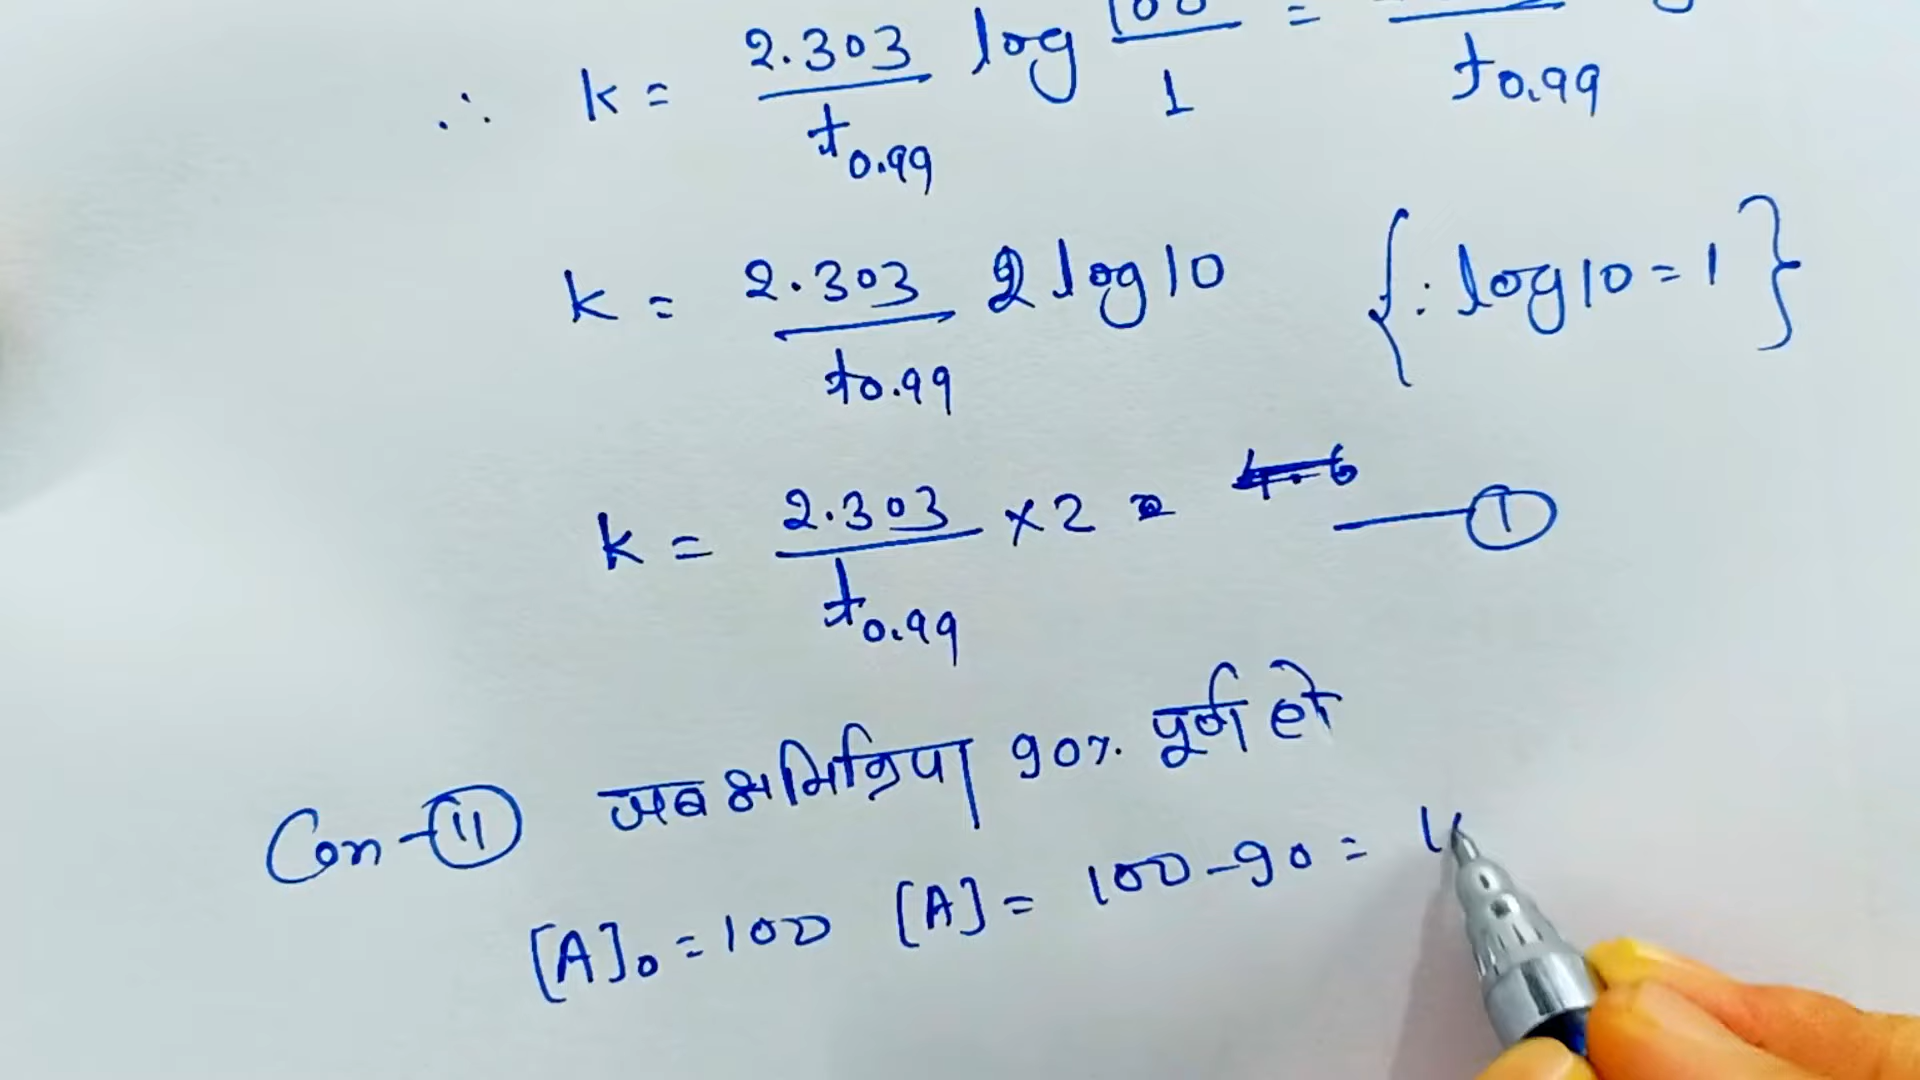 ∴ k = 2.303/t0.99 log 100/1 = /t0.99
k = 2.303/t0.99 2 log 10 {∵ log 10 = 1}
k = 2.303/t0.99 × 2 = —— (1)
Con-(II) जब अभिक्रिया 90% पूर्ण हो
[A]₀ = 100 [A] = 100 - 90 = 1